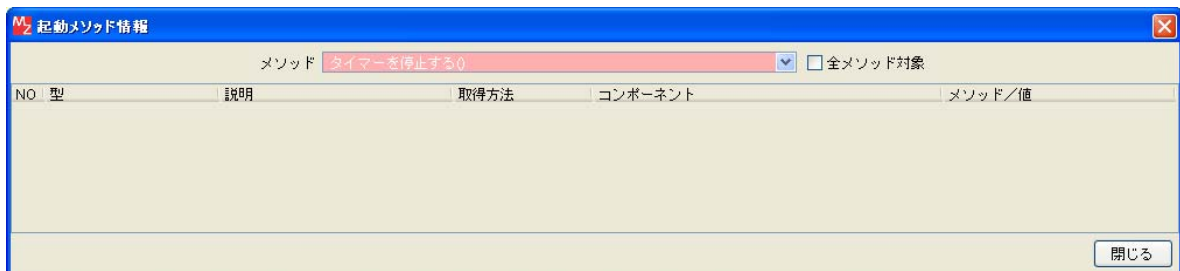 MZ 起動メソッド情報
メソッド タイマーを停止する() 全メソッド対象
NO 型 説明 取得方法 コンポーネント メソッド／値
閉じる